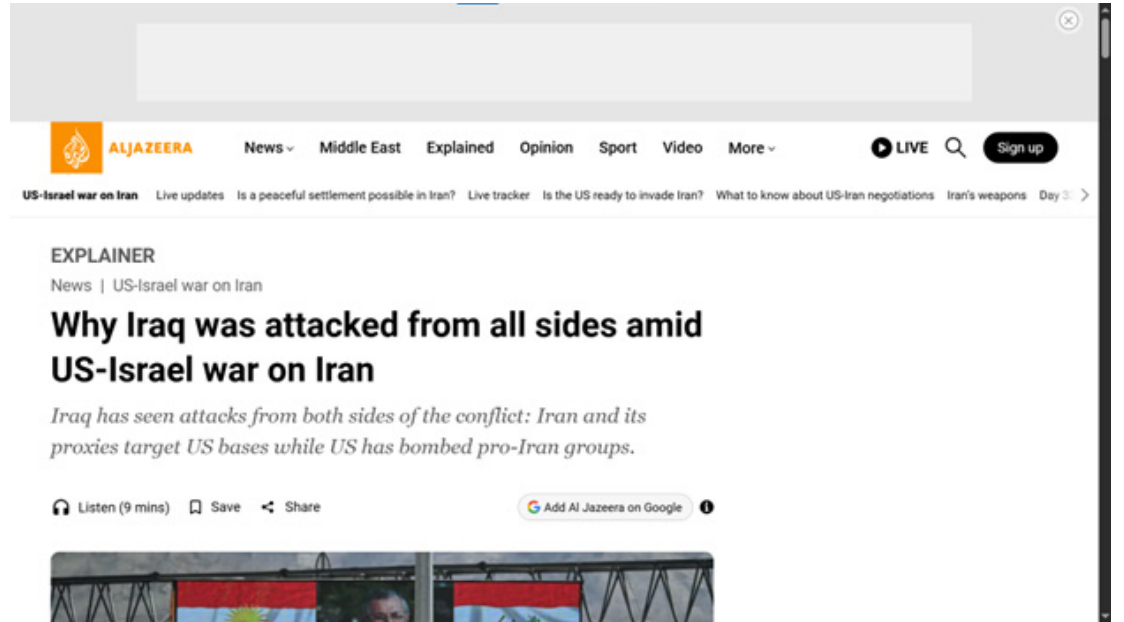 ALJAZEERA
News Middle East Explained Opinion Sport Video More LIVE Sign up
US-Israel war on Iran Live updates Is a peaceful settlement possible in Iran? Live tracker Is the US ready to invade Iran? What to know about US-Iran negotiations Iran's weapons Day
EXPLAINER
News | US-Israel war on Iran
Why Iraq was attacked from all sides amid
US-Israel war on Iran
Iraq has seen attacks from both sides of the conflict: Iran and its
proxies target US bases while US has bombed pro-Iran groups.
Listen (9 mins) Save Share Add Al Jazeera on Google